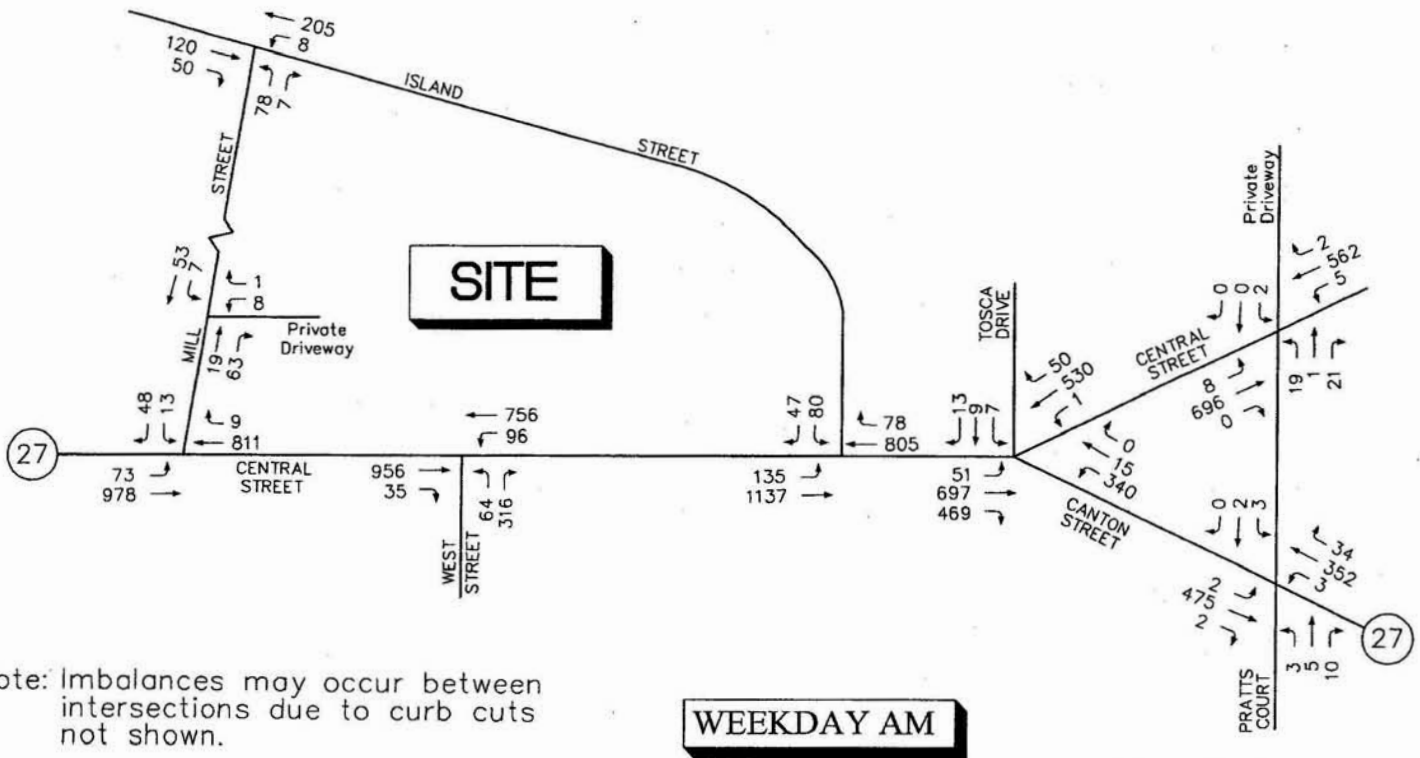 205
8
120
50
78
7
ISLAND
STREET
STREET
SITE
53
7
1
8
Private
Driveway
MILL
19
63
48
13
9
811
27
73
978
CENTRAL
STREET
756
96
956
35
64
316
WEST
STREET
47
80
78
805
135
1137
TOSCA
DRIVE
13
9
7
50
530
1
51
697
469
0
15
340
CANTON
STREET
CENTRAL
STREET
Private
Driveway
0
0
2
2
562
5
8
696
0
19
1
21
0
2
3
34
352
3
2
475
2
3
5
10
PRATTS
COURT
27
ote: Imbalances may occur between
intersections due to curb cuts
not shown.
WEEKDAY AM